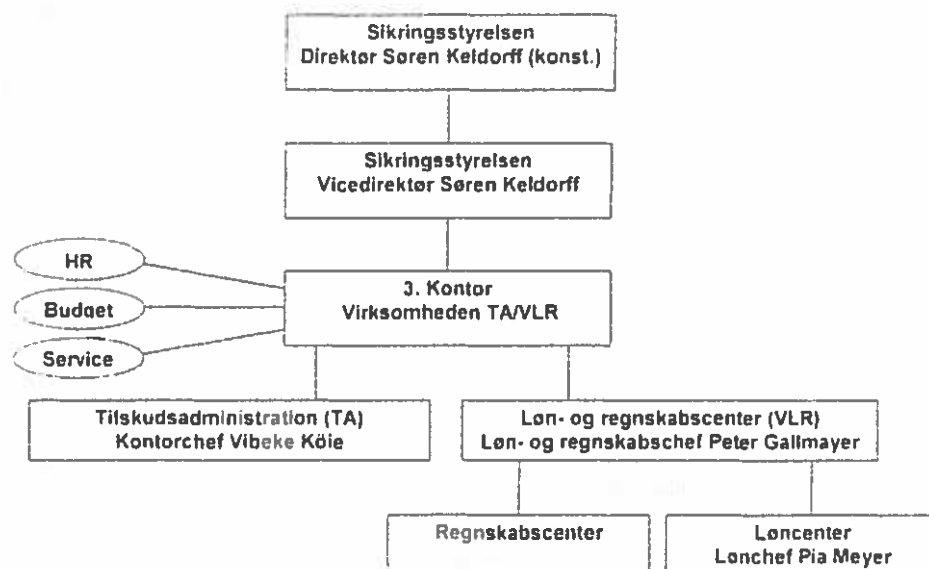 Sikringsstyrelsen
Direktør Søren Keldorff (konst.)
Sikringsstyrelsen
Vicedirektør Søren Keldorff
HR
Budget
Service
3. Kontor
Virksomheden TA/VLR
Tilskudsadministration (TA)
Kontorchef Vibeke Köie
Løn- og regnskabscenter (VLR)
Løn- og regnskabschef Peter Gallmayer
Regnskabscenter
Løncenter
Lønchef Pia Meyer